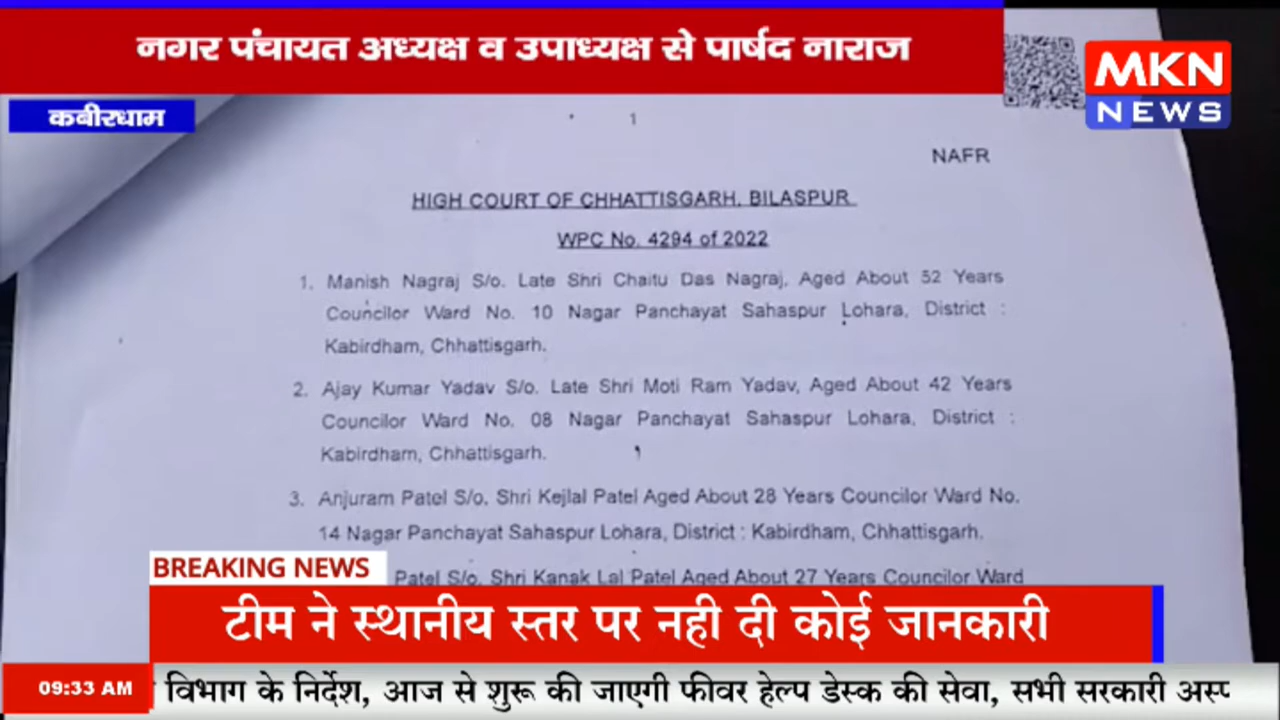 नगर पंचायत अध्यक्ष व उपाध्यक्ष से पार्षद नाराज
MKN
NEWS
कबीरधाम
1
NAFR
HIGH COURT OF CHHATTISGARH, BILASPUR
WPC No. 4294 of 2022
1. Manish Nagraj S/o. Late Shri Chaitu Das Nagraj, Aged About 52 Years
Councilor Ward No. 10 Nagar Panchayat Sahaspur Lohara, District :
Kabirdham, Chhattisgarh.
2. Ajay Kumar Yadav S/o. Late Shri Moti Ram Yadav, Aged About 42 Years
Councilor Ward No. 08 Nagar Panchayat Sahaspur Lohara, District :
Kabirdham, Chhattisgarh.
3. Anjuram Patel S/o. Shri Kejlal Patel Aged About 28 Years Councilor Ward No.
14 Nagar Panchayat Sahaspur Lohara, District : Kabirdham, Chhattisgarh.
BREAKING NEWS
Patel S/o. Shri Kanak Lal Patel Aged About 27 Years Councilor Ward
टीम ने स्थानीय स्तर पर नही दी कोई जानकारी
09:33 AM
विभाग के निर्देश, आज से शुरू की जाएगी फीवर हेल्प डेस्क की सेवा, सभी सरकारी